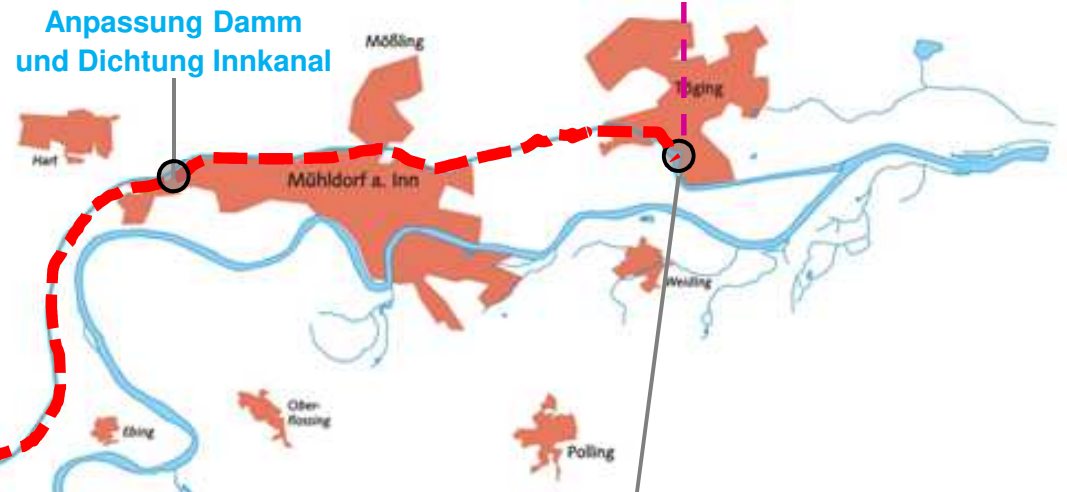 Anpassung Damm
und Dichtung Innkanal
Mößling
Töging
Hart
Mühldorf a. Inn
Weidling
Ober-
flossing
Ebing
Polling